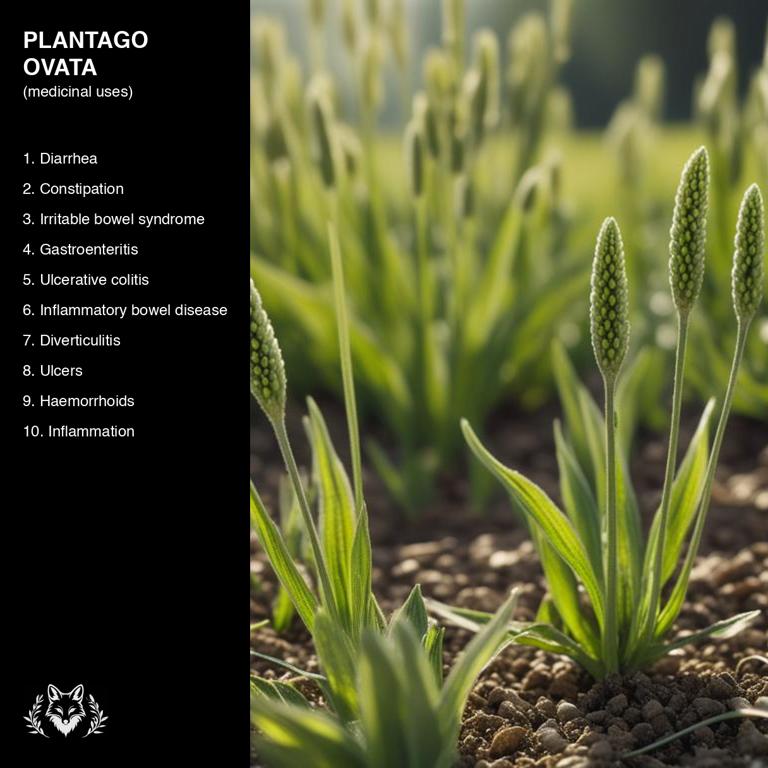 PLANTAGO
OVATA
(medicinal uses)
1. Diarrhea
2. Constipation
3. Irritable bowel syndrome
4. Gastroenteritis
5. Ulcerative colitis
6. Inflammatory bowel disease
7. Diverticulitis
8. Ulcers
9. Haemorrhoids
10. Inflammation